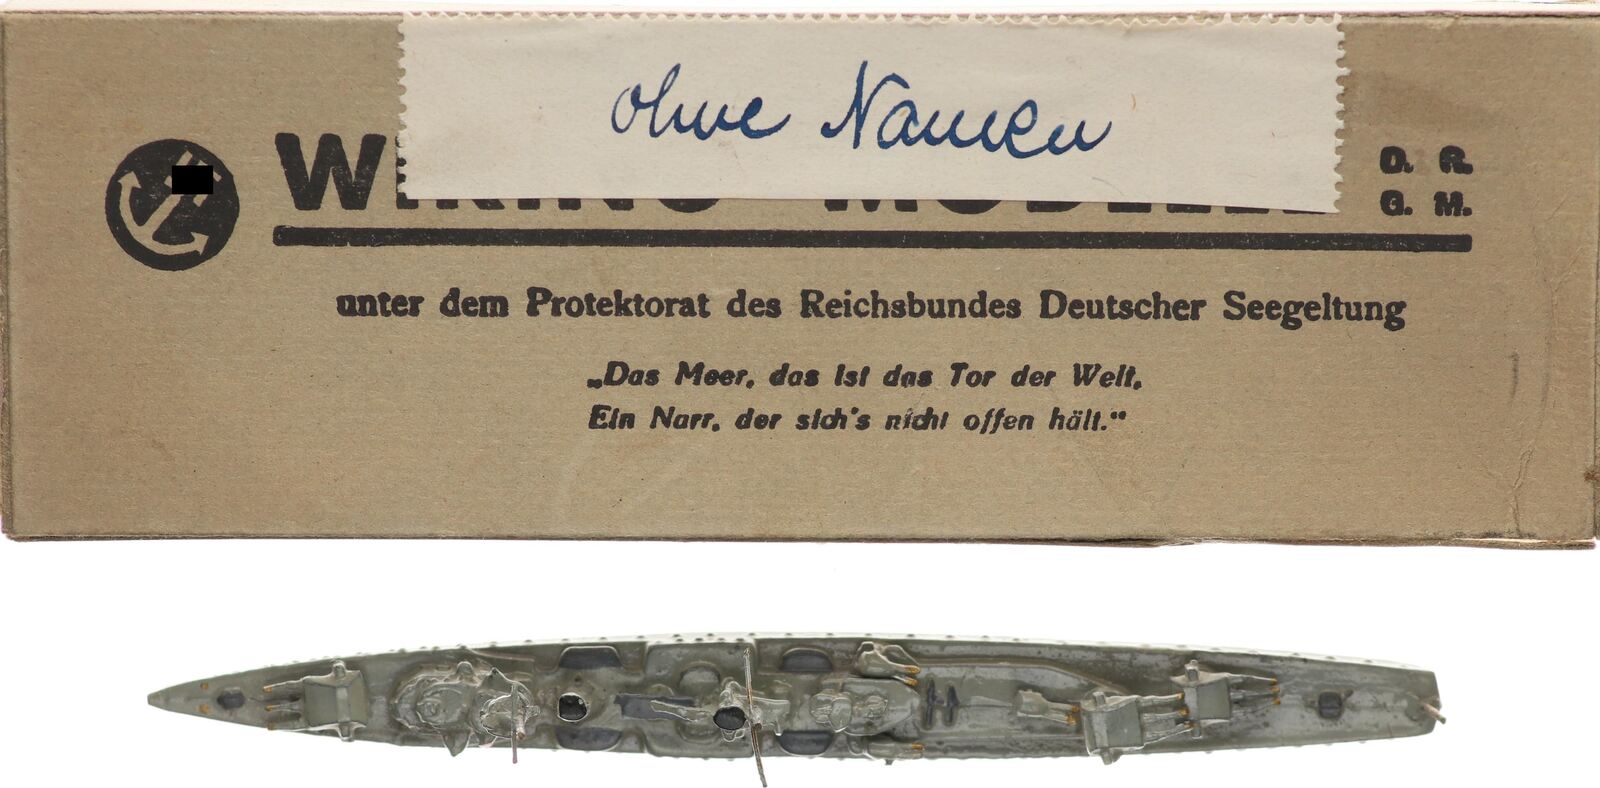 ohne Namen
D. R.
G. M.
unter dem Protektorat des Reichsbundes Deutscher Seegeltung
„Das Meer, das ist das Tor der Welt,
Ein Narr, der sich's nicht offen hält.“